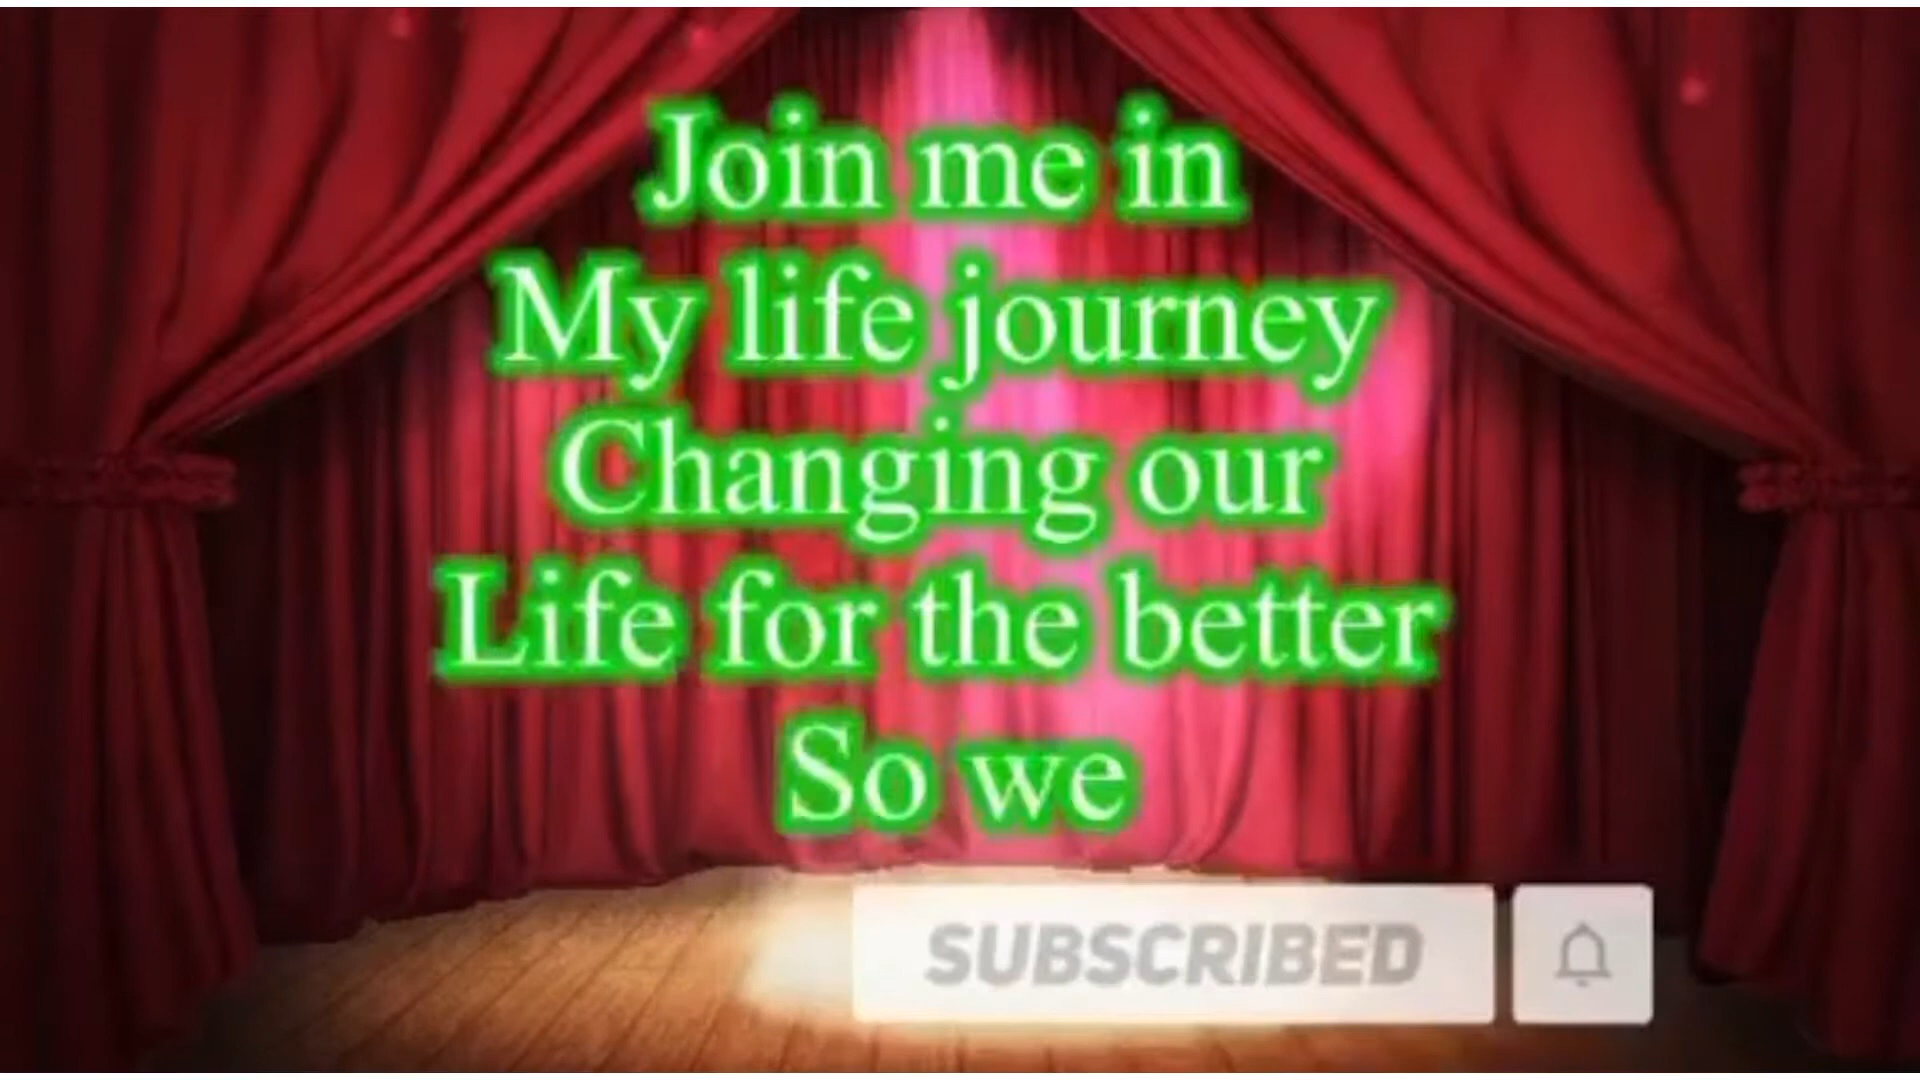 Join me in
My life journey
Changing our
Life for the better
So we
SUBSCRIBED